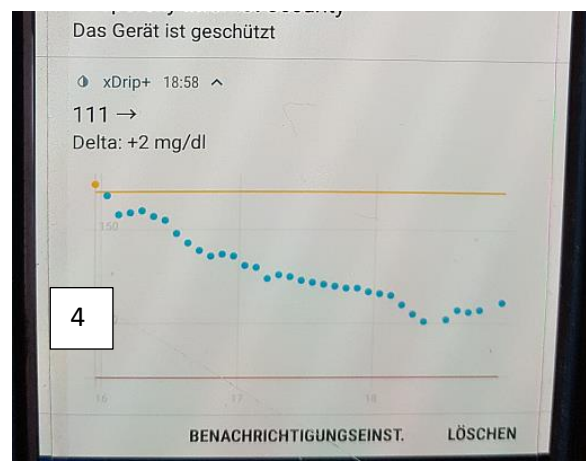 Das Gerät ist geschützt
xDrip+ 18:58
111 →
Delta: +2 mg/dl
150
4
16 17 18
BENACHRICHTIGUNGSEINST. LÖSCHEN